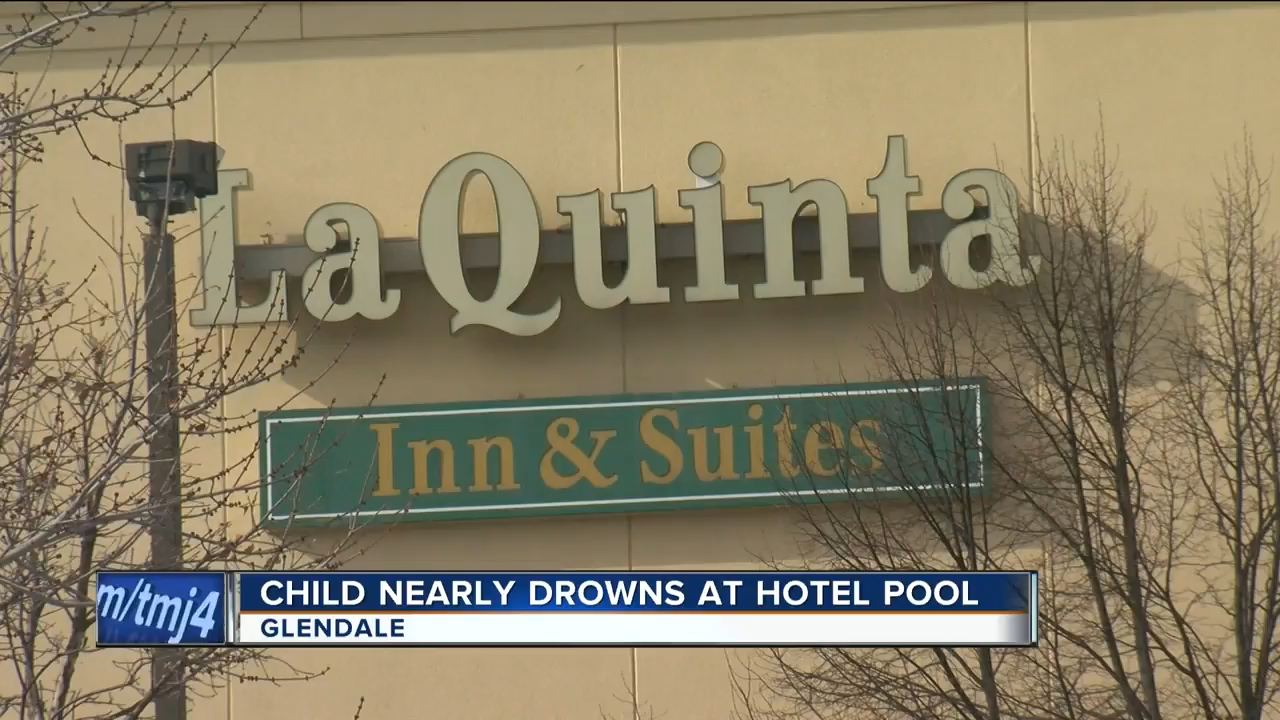 La Quinta
Inn & Suites
m/tmj4
CHILD NEARLY DROWNS AT HOTEL POOL
GLENDALE